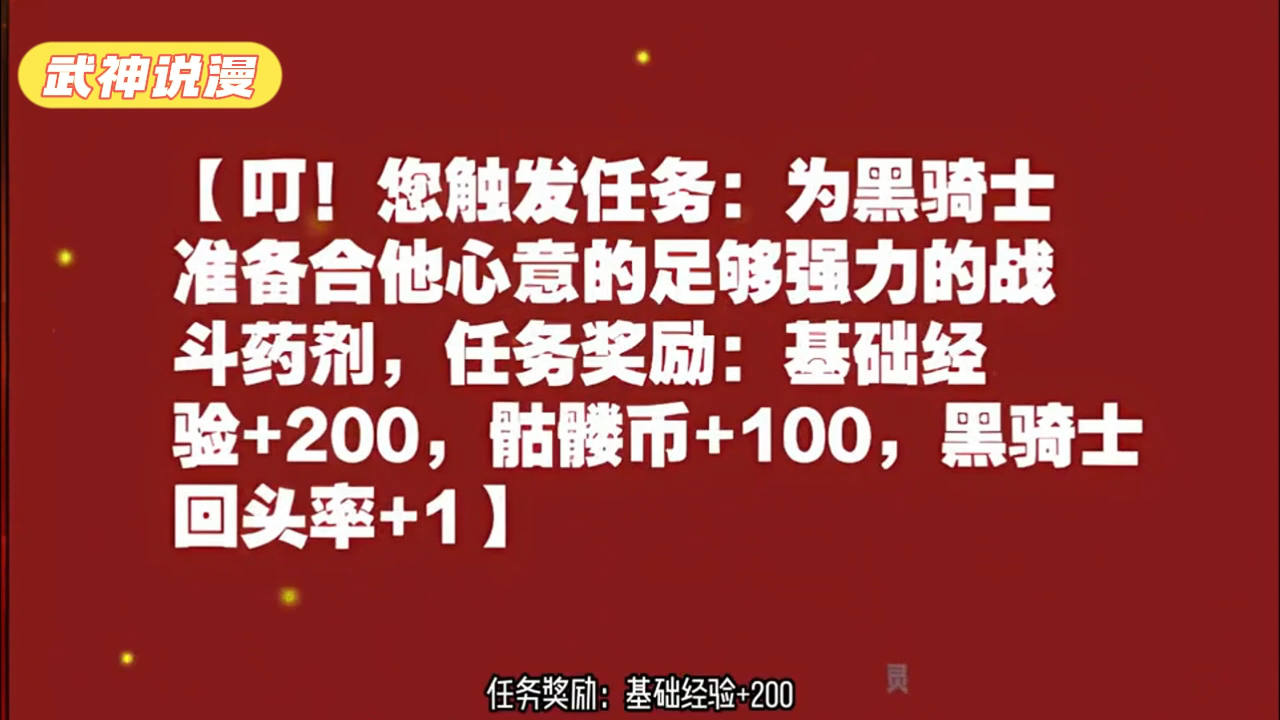 武神说漫
【叮！您触发任务：为黑骑士
准备合他心意的足够强力的战
斗药剂，任务奖励：基础经
验+200，骷髅币+100，黑骑士
回头率+1】
任务奖励：基础经验+200
员